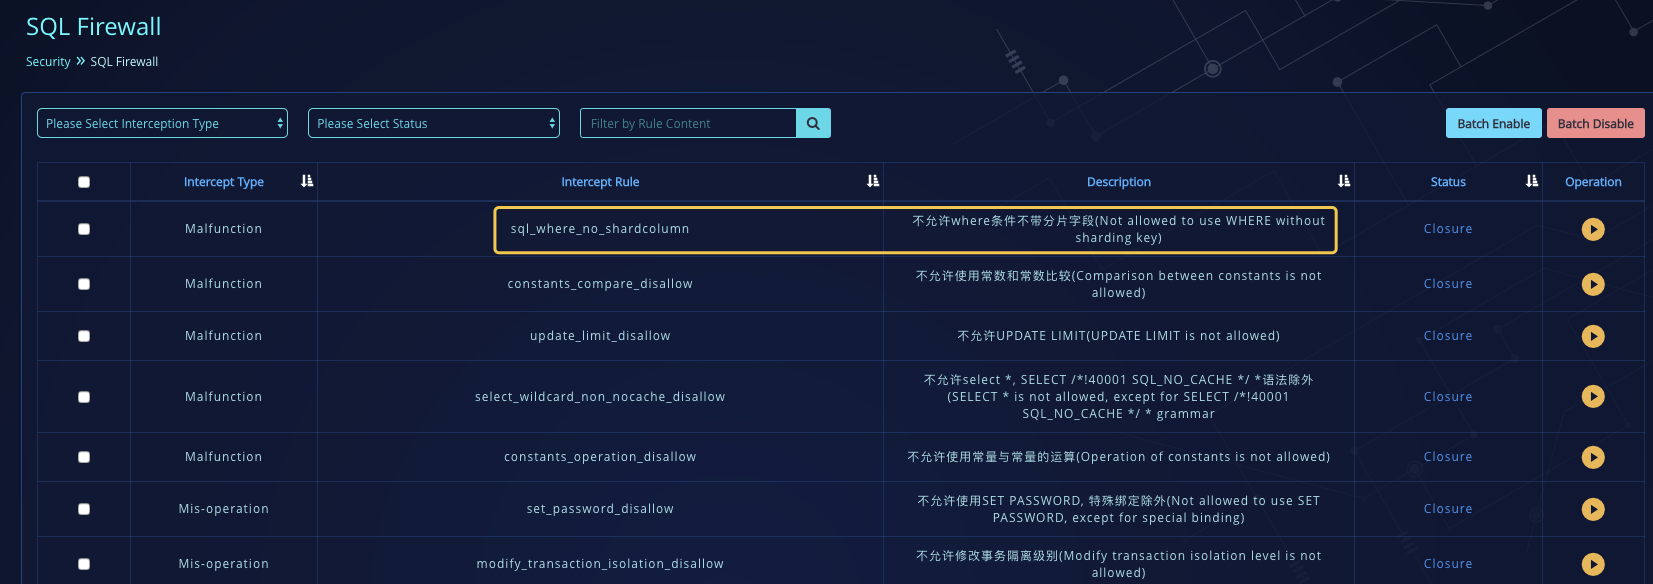 SQL Firewall
Security » SQL Firewall
Please Select Interception Type
Please Select Status
Filter by Rule Content
Batch Enable
Batch Disable
Intercept Type
Intercept Rule
Description
Status
Operation
Malfunction
sql_where_no_shardcolumn
不允许where条件不带分片字段(Not allowed to use WHERE without
sharding key)
Closure
Malfunction
constants_compare_disallow
不允许使用常数和常数比较(Comparison between constants is not
allowed)
Closure
Malfunction
update_limit_disallow
不允许UPDATE LIMIT(UPDATE LIMIT is not allowed)
Closure
Malfunction
select_wildcard_non_nocache_disallow
不允许select *, SELECT /*!40001 SQL_NO_CACHE */ *语法除外
(SELECT * is not allowed, except for SELECT /*!40001
SQL_NO_CACHE */ * grammar
Closure
Malfunction
constants_operation_disallow
不允许使用常量与常量的运算(Operation of constants is not allowed)
Closure
Mis-operation
set_password_disallow
不允许使用SET PASSWORD, 特殊绑定除外(Not allowed to use SET
PASSWORD, except for special binding)
Closure
Mis-operation
modify_transaction_isolation_disallow
不允许修改事务隔离级别(Modify transaction isolation level is not
allowed)
Closure